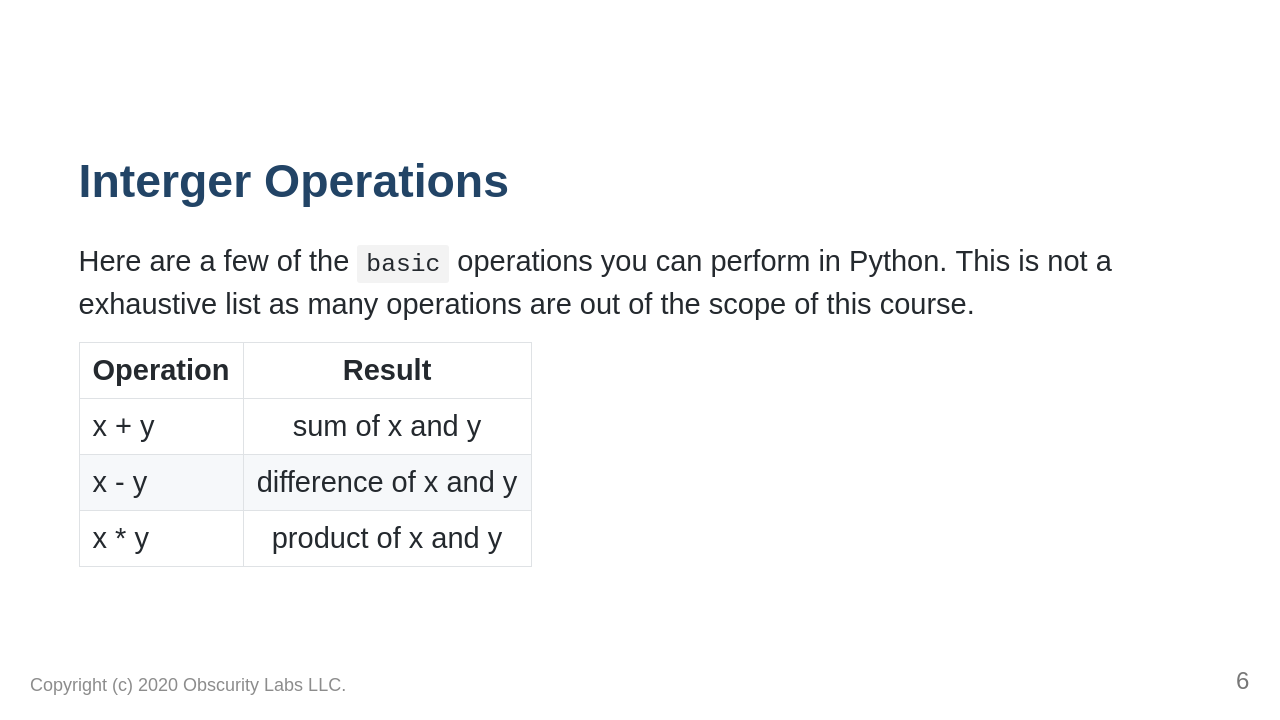 Interger Operations
Here are a few of the basic operations you can perform in Python. This is not a
exhaustive list as many operations are out of the scope of this course.
Operation Result
x + y sum of x and y
x - y difference of x and y
x * y product of x and y
Copyright (c) 2020 Obscurity Labs LLC.
6